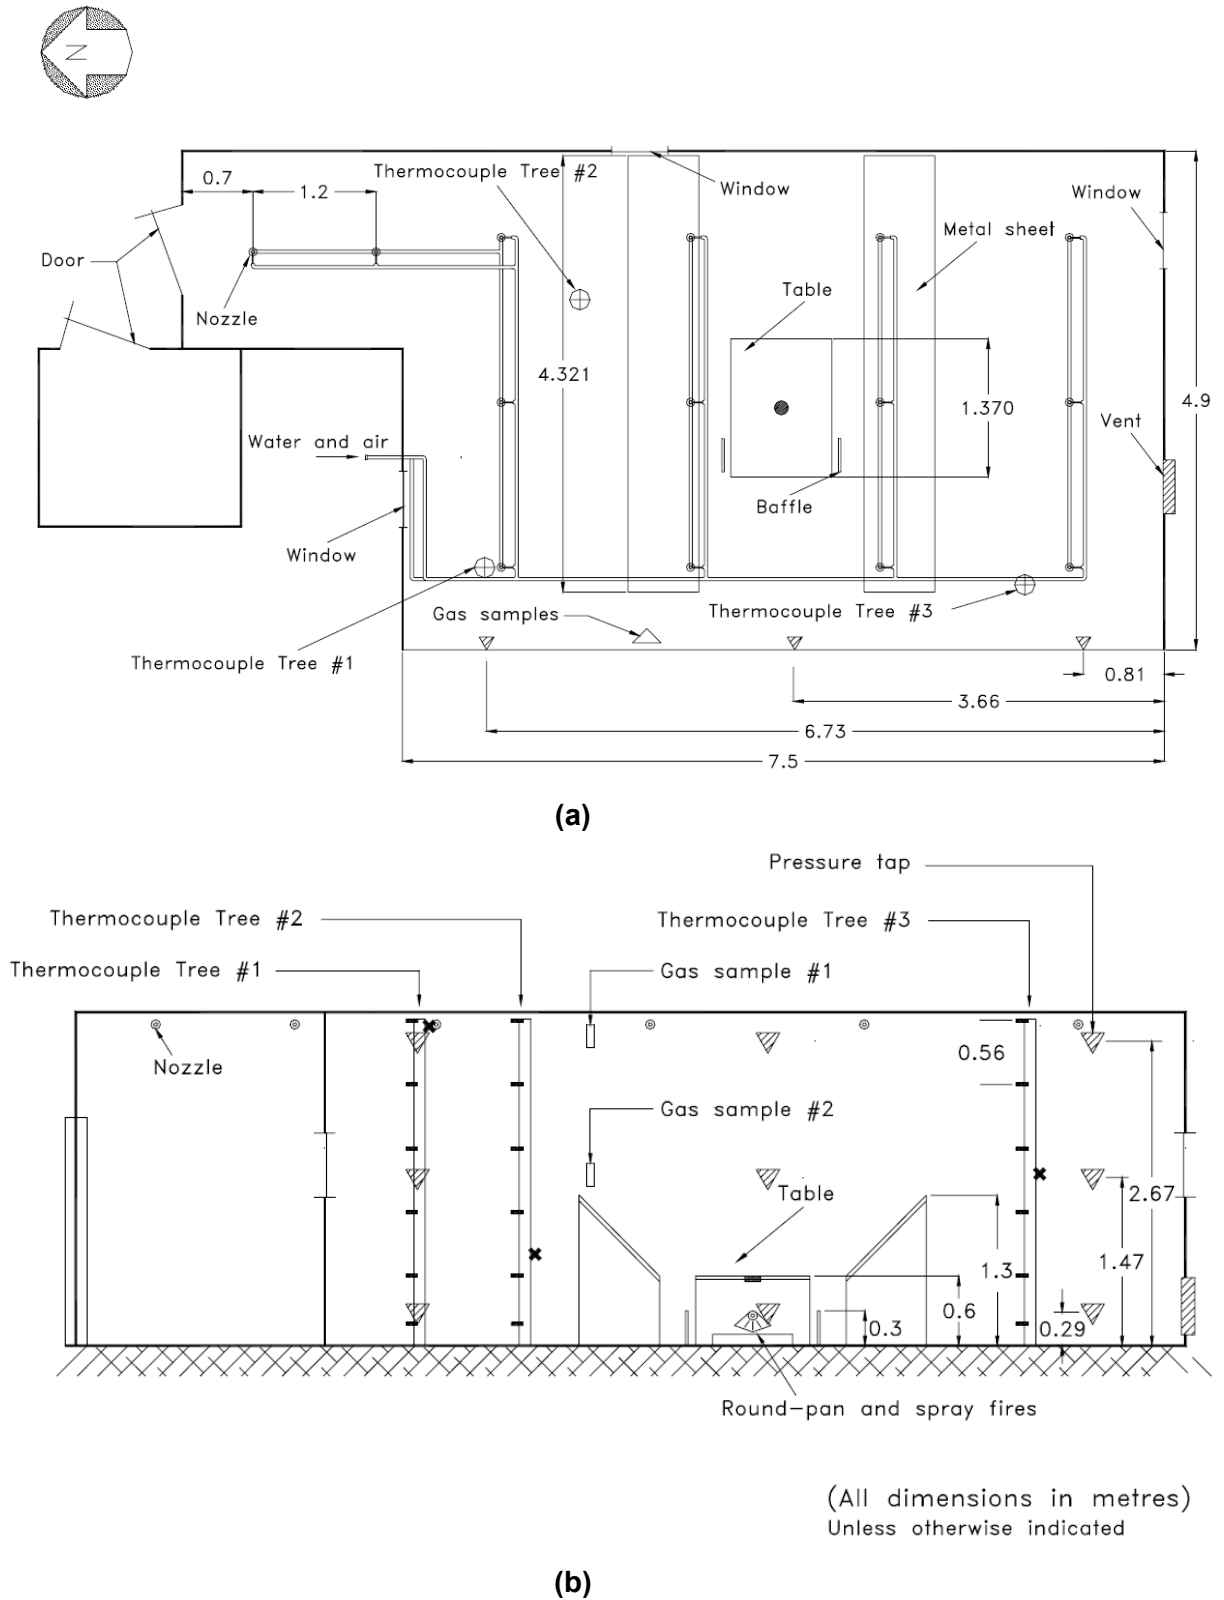 N
Thermocouple Tree #2
0.7
1.2
Window
Window
Metal sheet
Door
Table
Nozzle
4.321
1.370
4.9
Vent
Water and air
Baffle
Window
Gas samples
Thermocouple Tree #3
Thermocouple Tree #1
0.81
3.66
6.73
7.5
(a)
Pressure tap
Thermocouple Tree #2
Thermocouple Tree #3
Thermocouple Tree #1
Gas sample #1
Nozzle
0.56
Gas sample #2
Table
2.67
1.3
1.47
0.6
0.3
0.29
Round-pan and spray fires
(All dimensions in metres)
Unless otherwise indicated
(b)